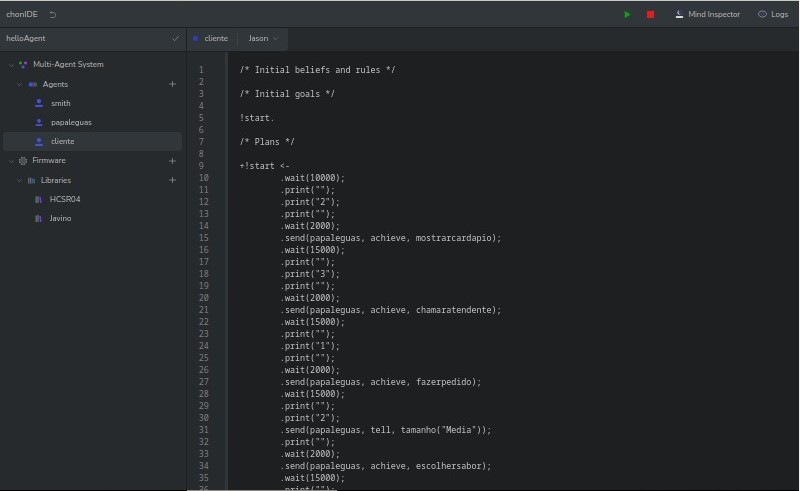 chonIDE
Mind Inspector
Logs
helloAgent
cliente
Jason
Multi-Agent System
Agents
smith
papaleguas
cliente
Firmware
Libraries
HCSR04
Javino
1 /* Initial beliefs and rules */
2
3 /* Initial goals */
4
5 !start.
6
7 /* Plans */
8
9 +!start <-
10 .wait(10000);
11 .print("");
12 .print("2");
13 .print("");
14 .wait(2000);
15 .send(papaleguas, achieve, mostrarcardapio);
16 .wait(15000);
17 .print("");
18 .print("3");
19 .print("");
20 .wait(2000);
21 .send(papaleguas, achieve, chamaratendente);
22 .wait(15000);
23 .print("");
24 .print("1");
25 .print("");
26 .wait(2000);
27 .send(papaleguas, achieve, fazerpedido);
28 .wait(15000);
29 .print("");
30 .print("2");
31 .send(papaleguas, tell, tamanho("Media"));
32 .print("");
33 .wait(2000);
34 .send(papaleguas, achieve, escolhersabor);
35 .wait(15000);
36 .print("");